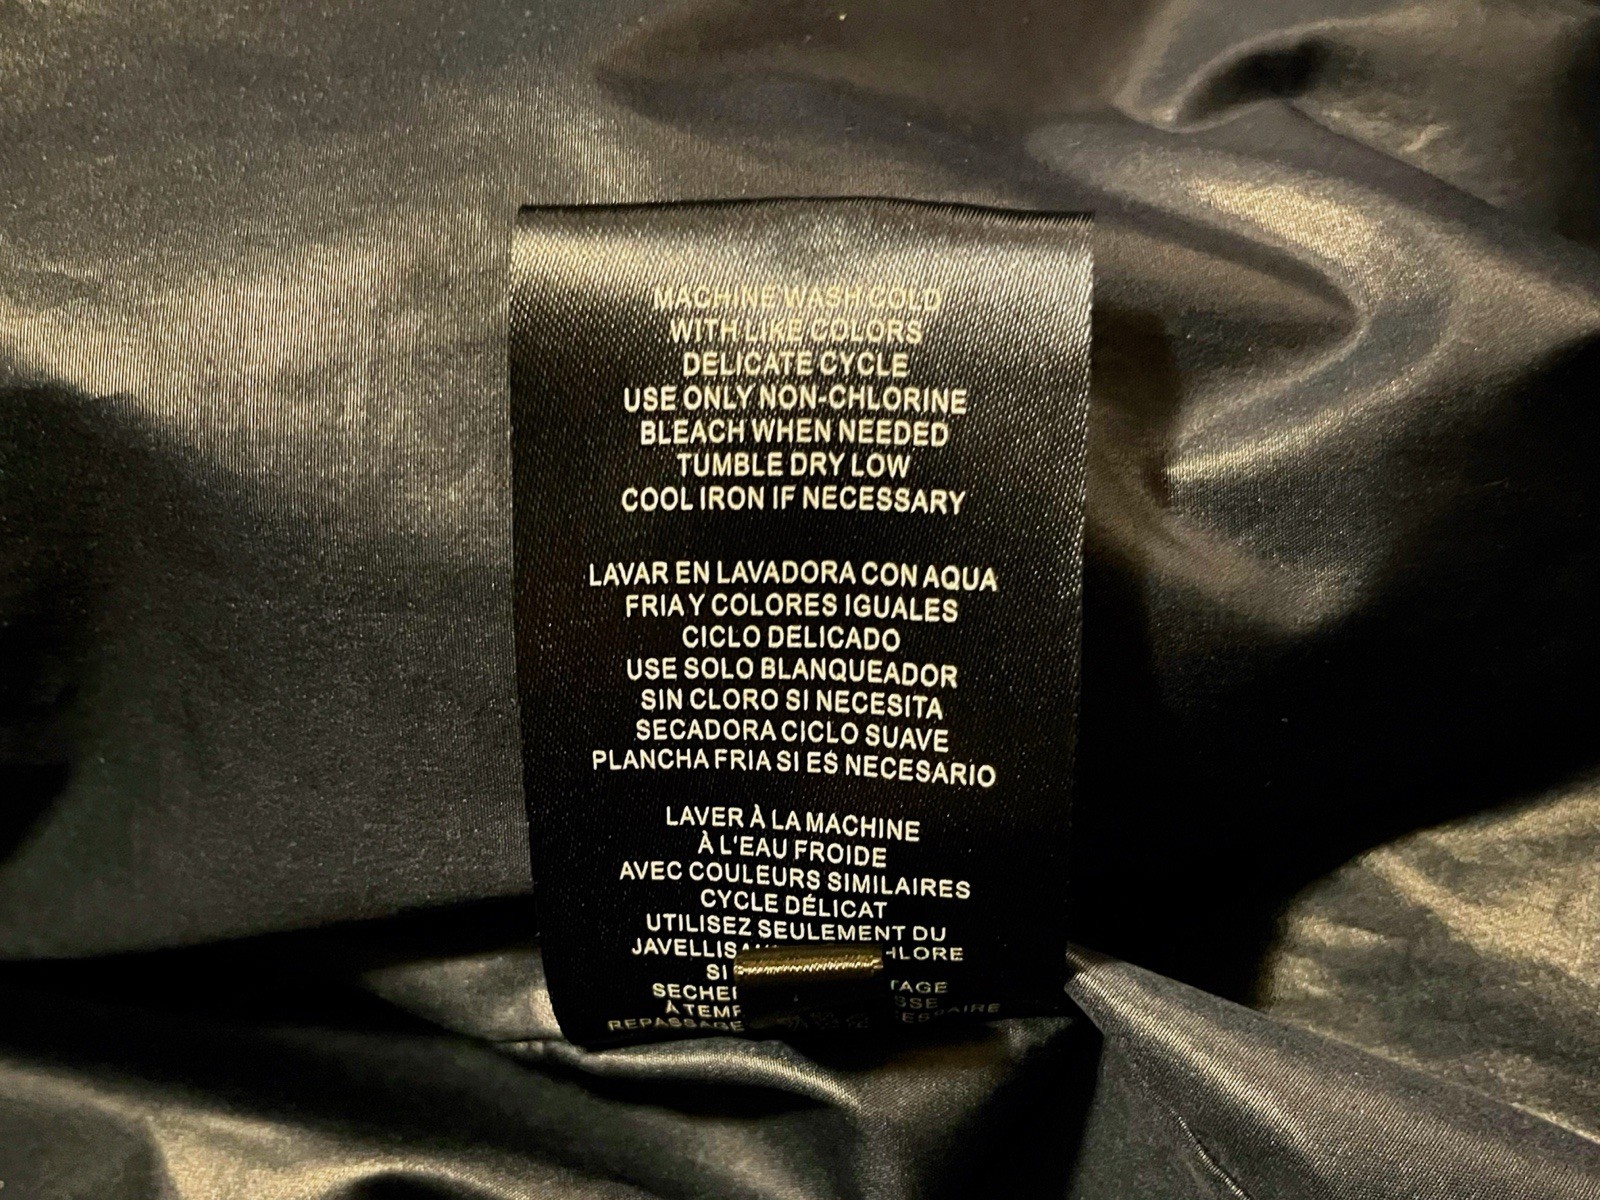 MACHINE WASH COLD
WITH LIKE COLORS
DELICATE CYCLE
USE ONLY NON-CHLORINE
BLEACH WHEN NEEDED
TUMBLE DRY LOW
COOL IRON IF NECESSARY
LAVAR EN LAVADORA CON AQUA
FRIA Y COLORES IGUALES
CICLO DELICADO
USE SOLO BLANQUEADOR
SIN CLORO SI NECESITA
SECADORA CICLO SUAVE
PLANCHA FRIA SI ES NECESARIO
LAVER À LA MACHINE
À L'EAU FROIDE
AVEC COULEURS SIMILAIRES
CYCLE DÉLICAT
UTILISEZ SEULEMENT DU
SI
À
REPASSAGE